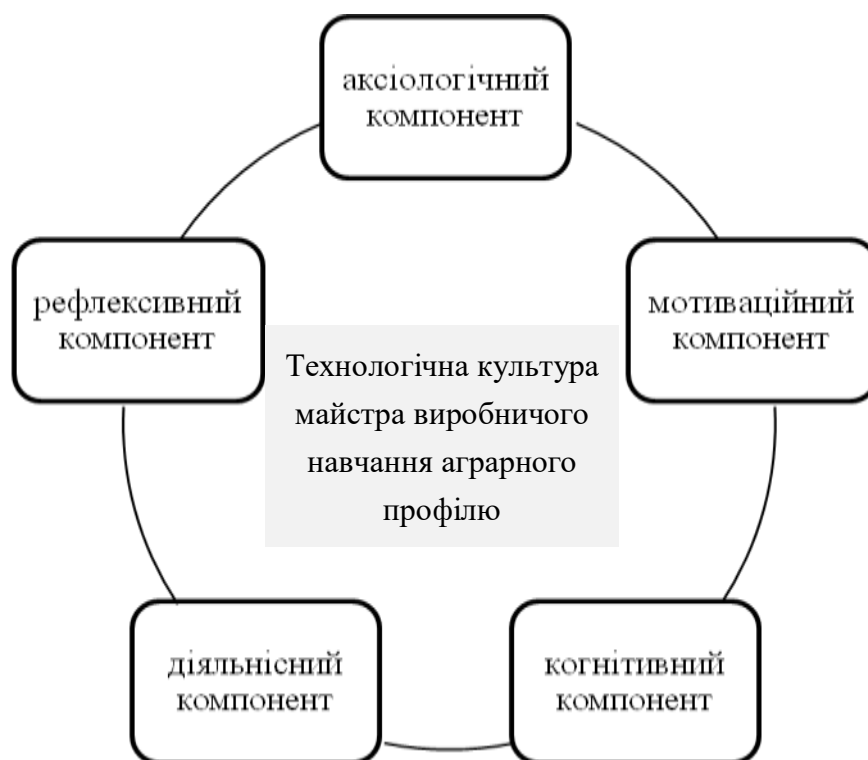 аксіологічний
компонент
рефлексивний
компонент
мотиваційний
компонент
Технологічна культура
майстра виробничого
навчання аграрного
профілю
діяльнісний
компонент
когнітивний
компонент